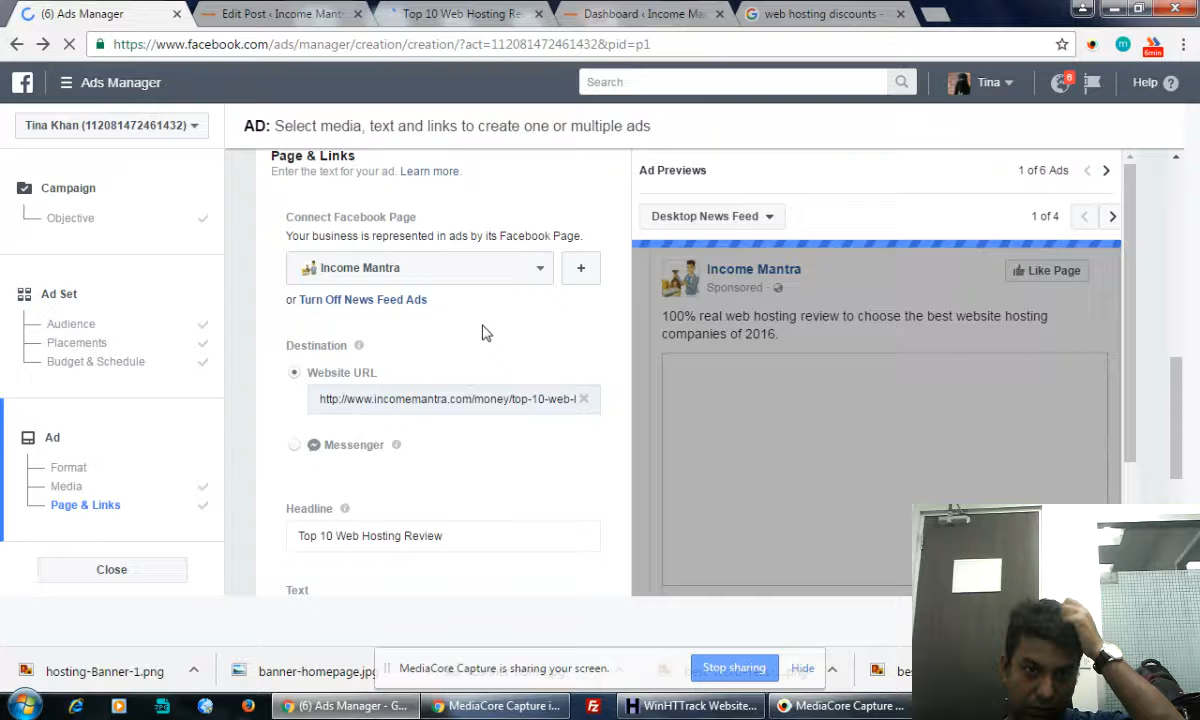 (6) Ads Manager
Edit Post ‹ Income Mant
Top 10 Web Hosting Re
Dashboard ‹ Income Ma
web hosting discounts -
https://www.facebook.com/ads/manager/creation/creation/?act=112081472461432&pid=p1
6min
Ads Manager
Search
Tina
8
Help
Tina Khan (112081472461432)
AD: Select media, text and links to create one or multiple ads
Campaign
Objective
Ad Set
Audience
Placements
Budget & Schedule
Ad
Format
Media
Page & Links
Close
Page & Links
Enter the text for your ad. Learn more.
Connect Facebook Page
Your business is represented in ads by its Facebook Page.
Income Mantra
+
or Turn Off News Feed Ads
Destination
Website URL
http://www.incomemantra.com/money/top-10-web-l
Messenger
Headline
Top 10 Web Hosting Review
Text
Ad Previews
1 of 6 Ads
Desktop News Feed
1 of 4
Income Mantra
Sponsored ·
Like Page
100% real web hosting review to choose the best website hosting
companies of 2016.
hosting-Banner-1.png
banner-homepage.jpg
MediaCore Capture is sharing your screen.
Stop sharing
Hide
be
(6) Ads Manager - G...
MediaCore Capture i...
WinHTTrack Website...
MediaCore Capture ...